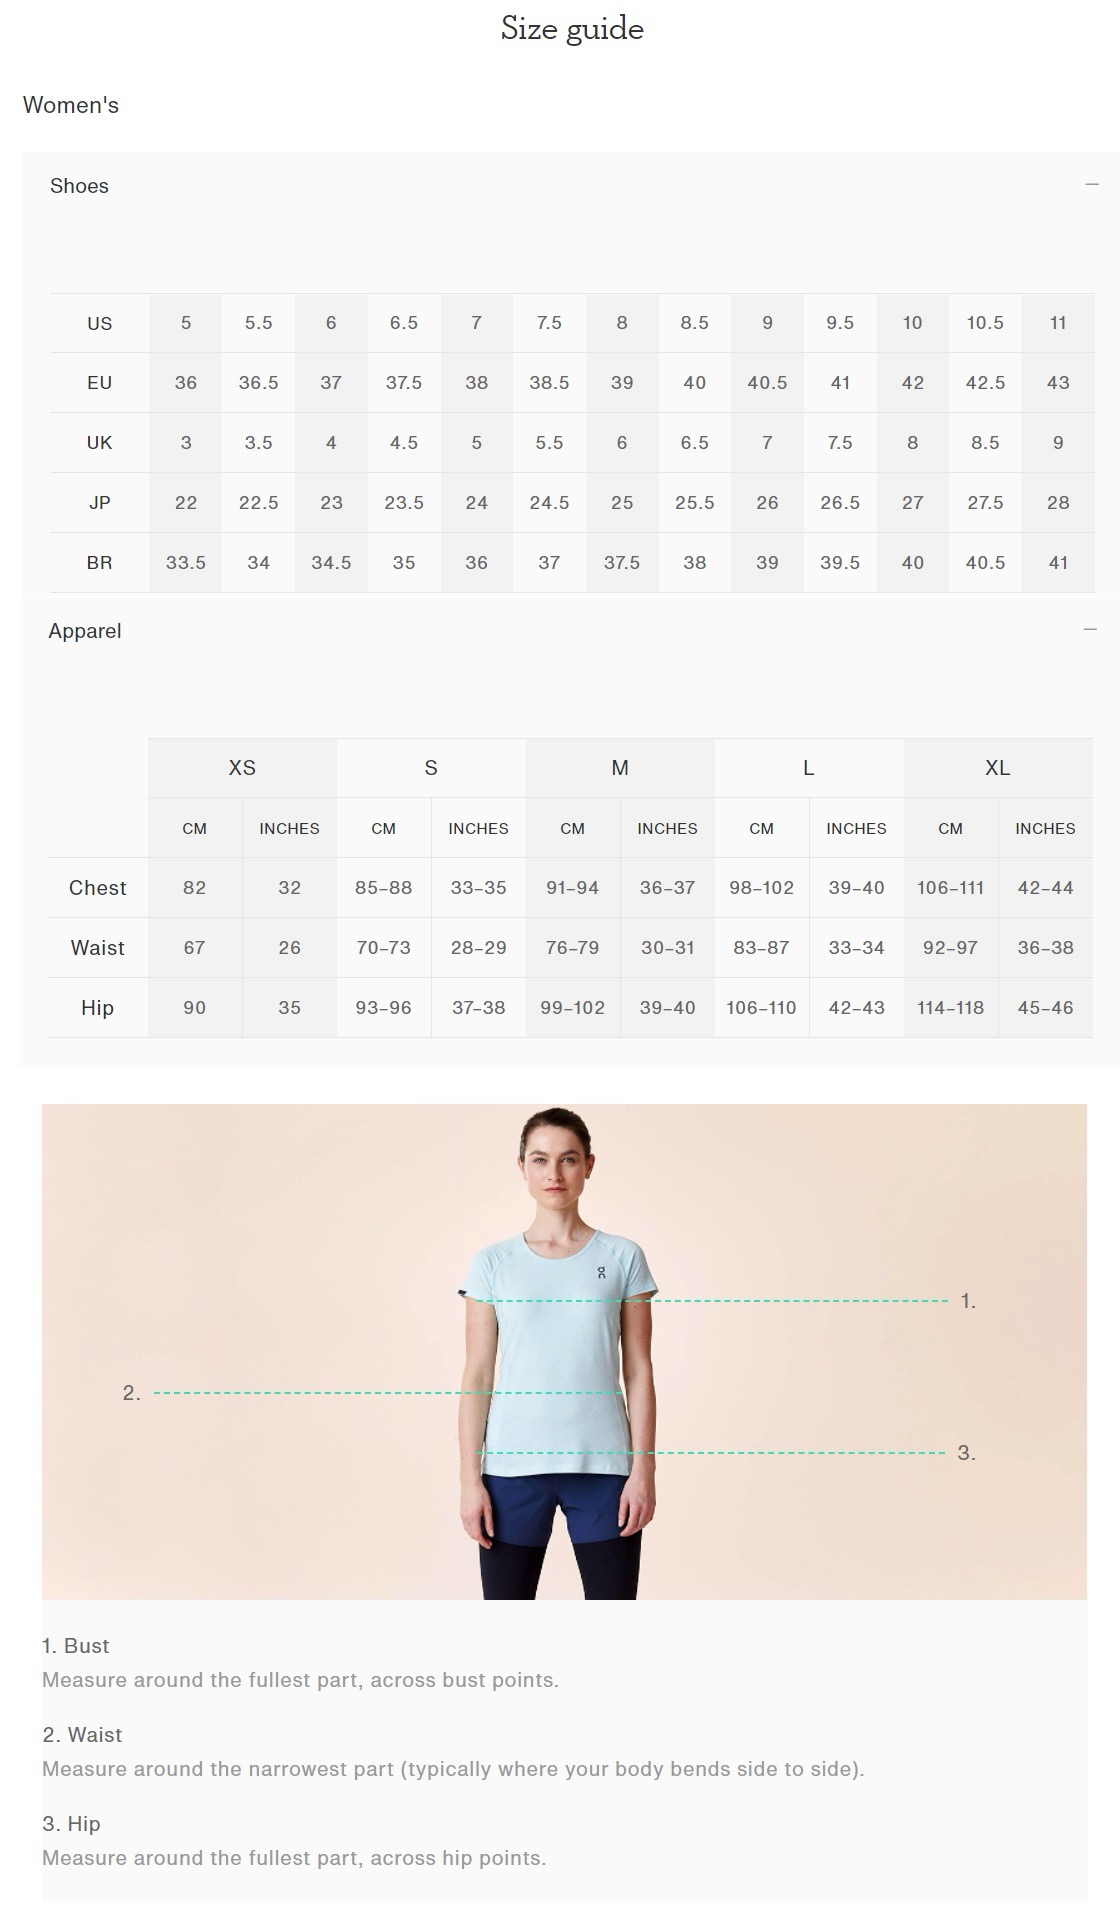 Size guide
Women's
Shoes
US 5 5.5 6 6.5 7 7.5 8 8.5 9 9.5 10 10.5 11
EU 36 36.5 37 37.5 38 38.5 39 40 40.5 41 42 42.5 43
UK 3 3.5 4 4.5 5 5.5 6 6.5 7 7.5 8 8.5 9
JP 22 22.5 23 23.5 24 24.5 25 25.5 26 26.5 27 27.5 28
BR 33.5 34 34.5 35 36 37 37.5 38 39 39.5 40 40.5 41
Apparel
XS S M L XL
CM INCHES CM INCHES CM INCHES CM INCHES CM INCHES
Chest 82 32 85–88 33–35 91–94 36–37 98–102 39–40 106–111 42–44
Waist 67 26 70–73 28–29 76–79 30–31 83–87 33–34 92–97 36–38
Hip 90 35 93–96 37–38 99–102 39–40 106–110 42–43 114–118 45–46
1.
2.
3.
1. Bust
Measure around the fullest part, across bust points.
2. Waist
Measure around the narrowest part (typically where your body bends side to side).
3. Hip
Measure around the fullest part, across hip points.